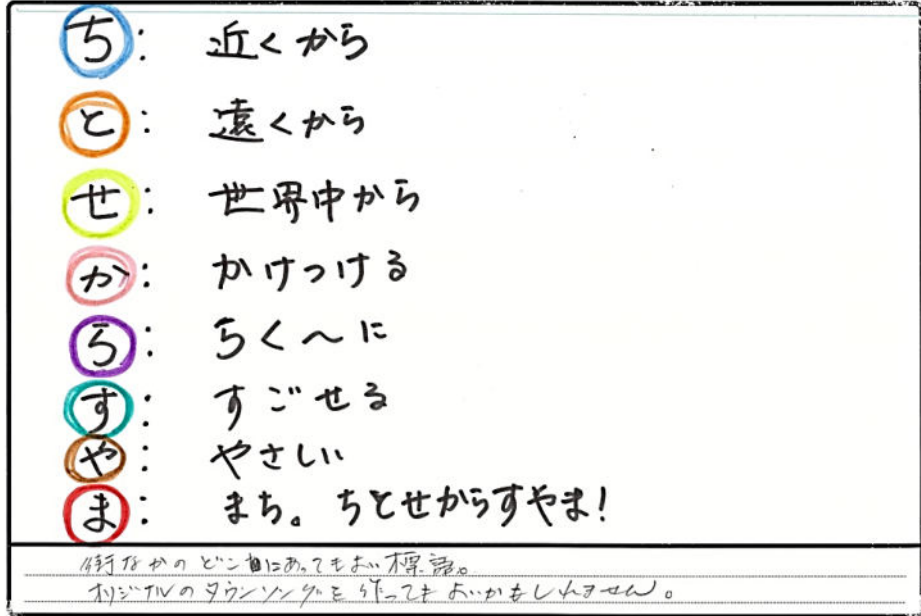 ち: 近くから
と: 遠くから
せ: 世界中から
か: かけつける
ら: らく～に
す: すごせる
や: やさしい
ま: まち。ちとせからすやま!
街なかのどこにあってもよい標語。
オリジナルのタウンソングを作ってもよいかもしれません。